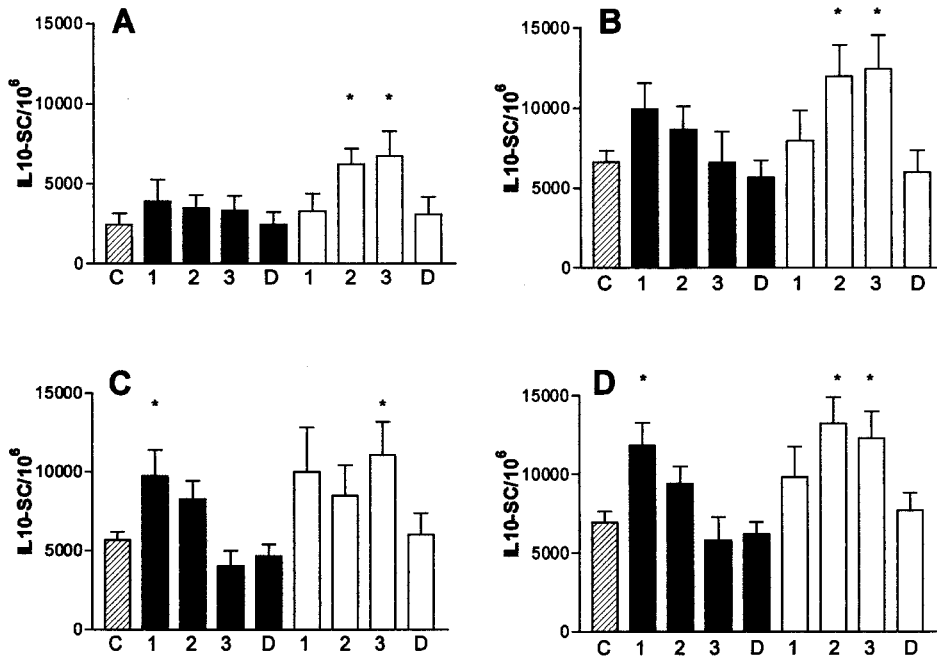 A
15000
10000
5000
0
IL10-SC/10⁶
* *
C 1 2 3 D 1 2 3 D
B
15000
10000
5000
0
IL10-SC/10⁶
* *
C 1 2 3 D 1 2 3 D
C
15000
10000
5000
0
IL10-SC/10⁶
* *
C 1 2 3 D 1 2 3 D
D
15000
10000
5000
0
IL10-SC/10⁶
* * *
C 1 2 3 D 1 2 3 D